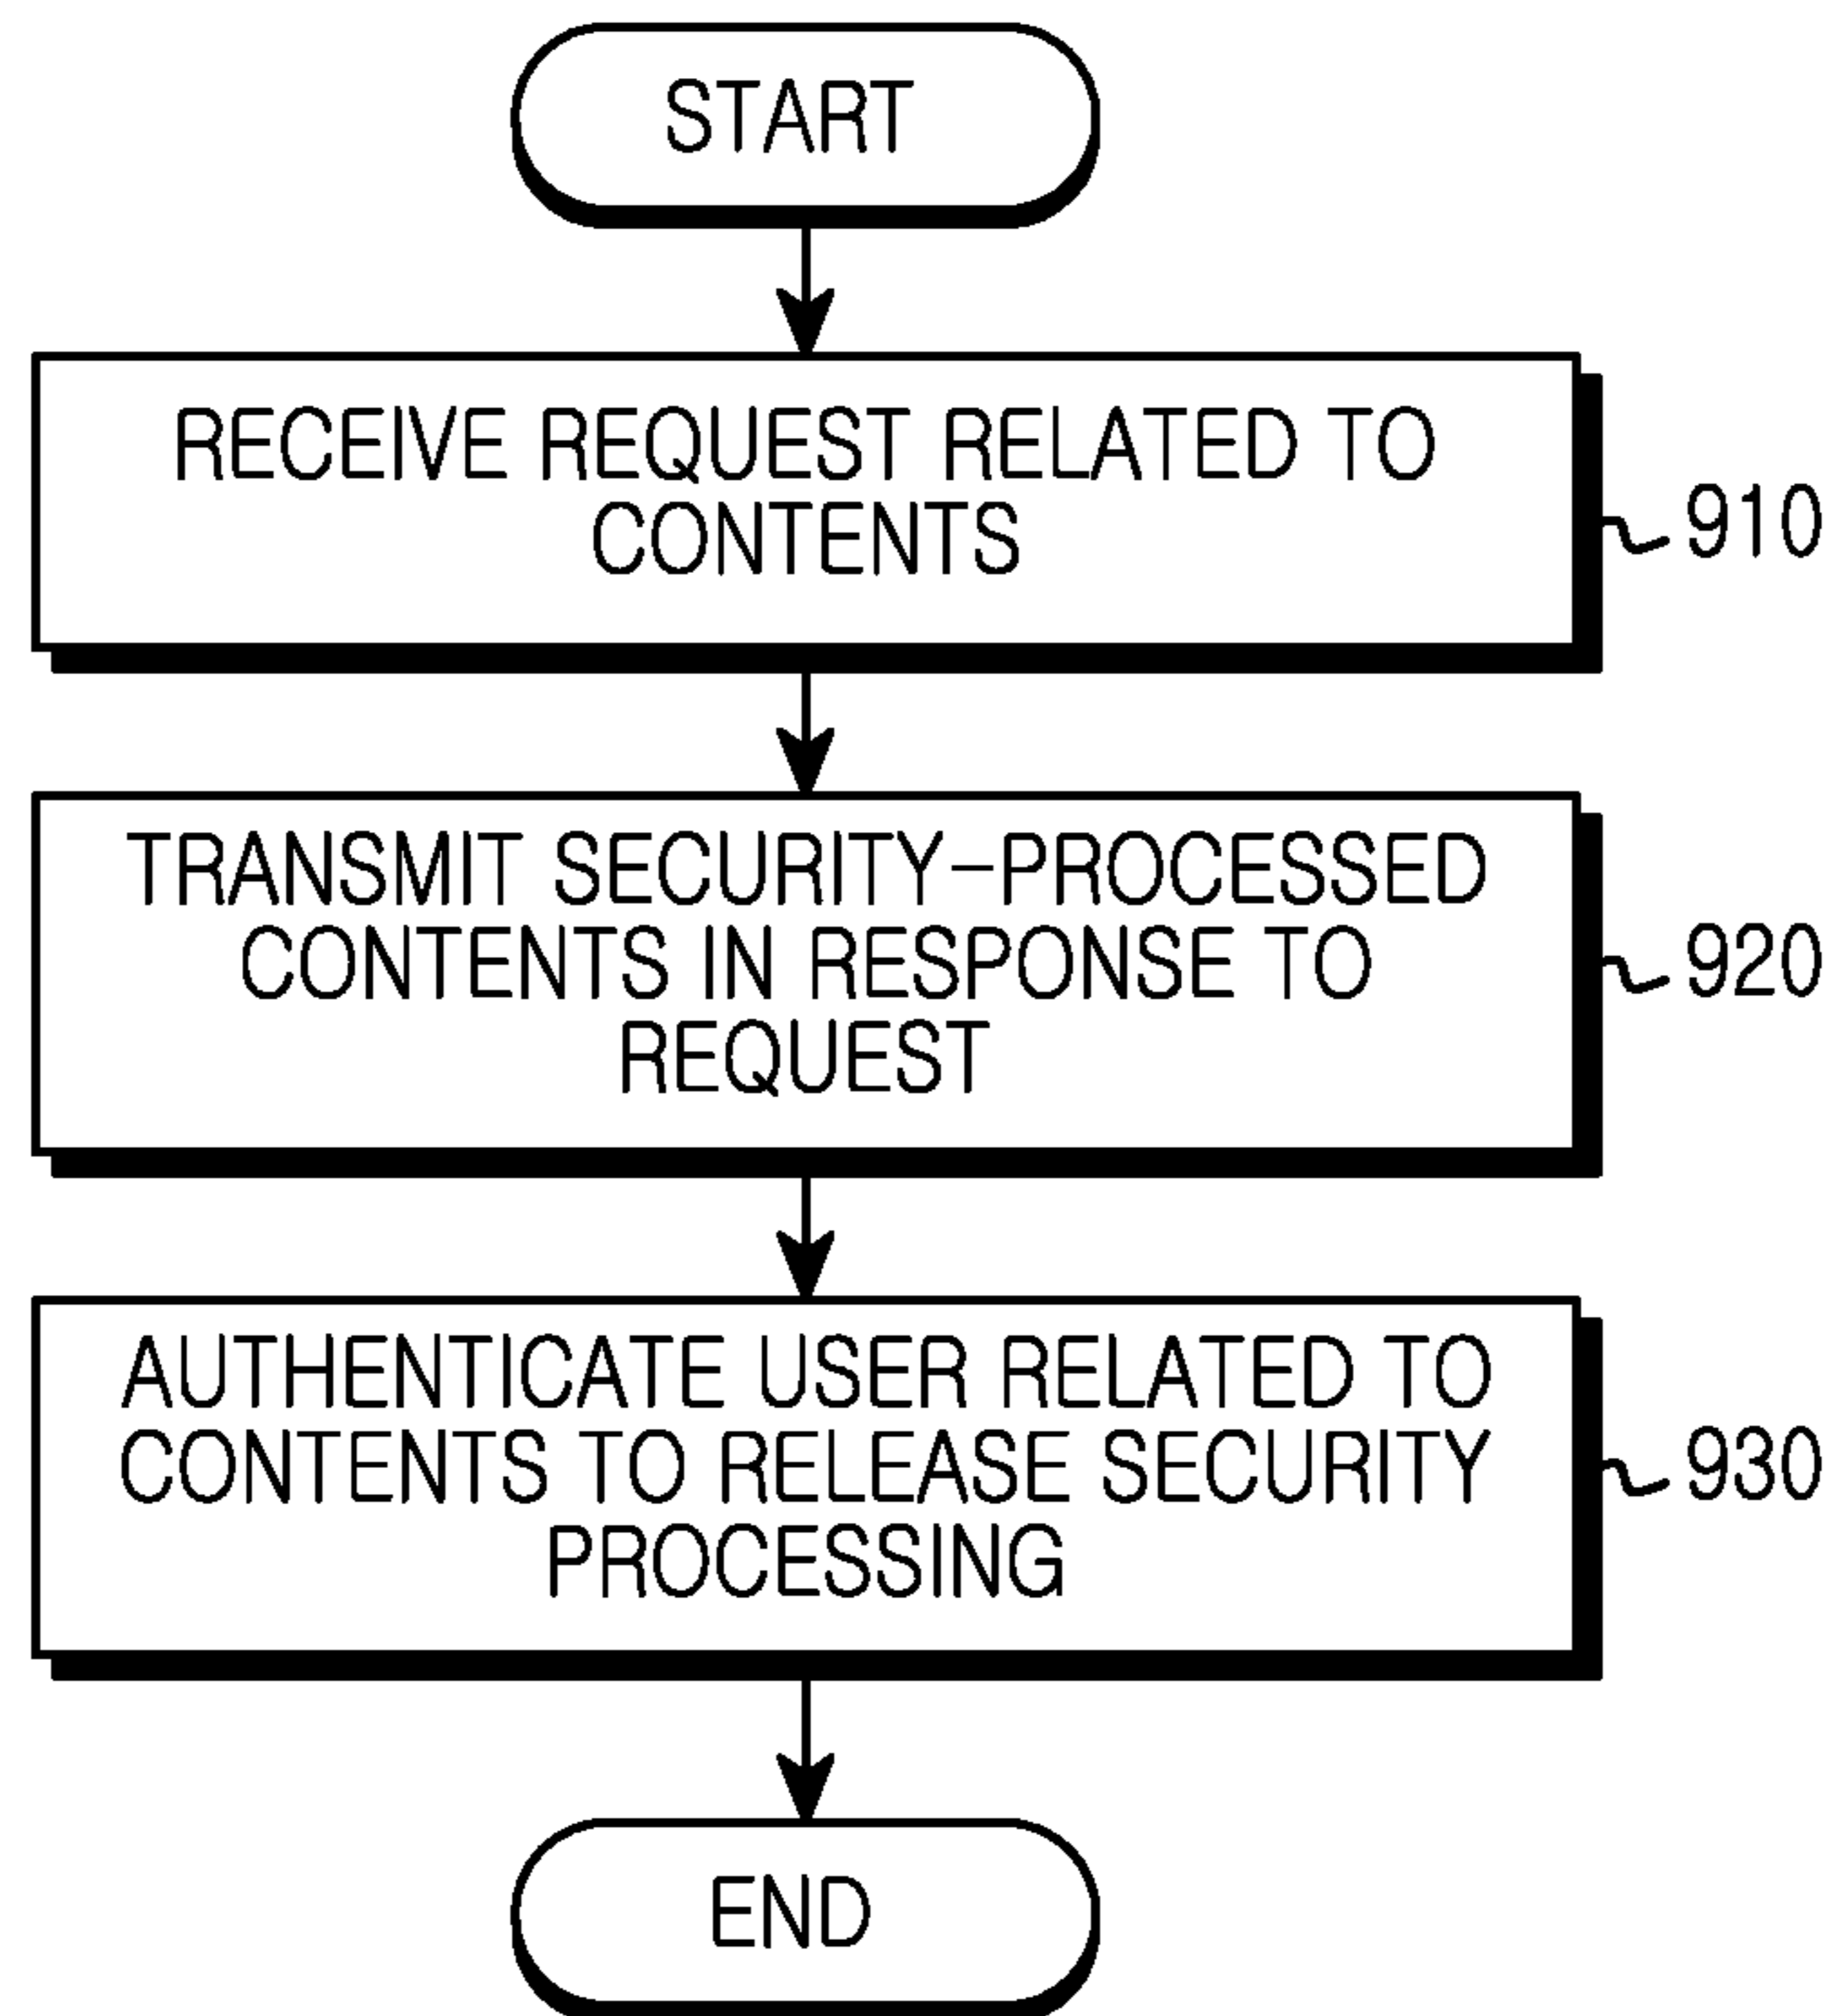 START
RECEIVE REQUEST RELATED TO
CONTENTS
910
TRANSMIT SECURITY-PROCESSED
CONTENTS IN RESPONSE TO
REQUEST
920
AUTHENTICATE USER RELATED TO
CONTENTS TO RELEASE SECURITY
PROCESSING
930
END